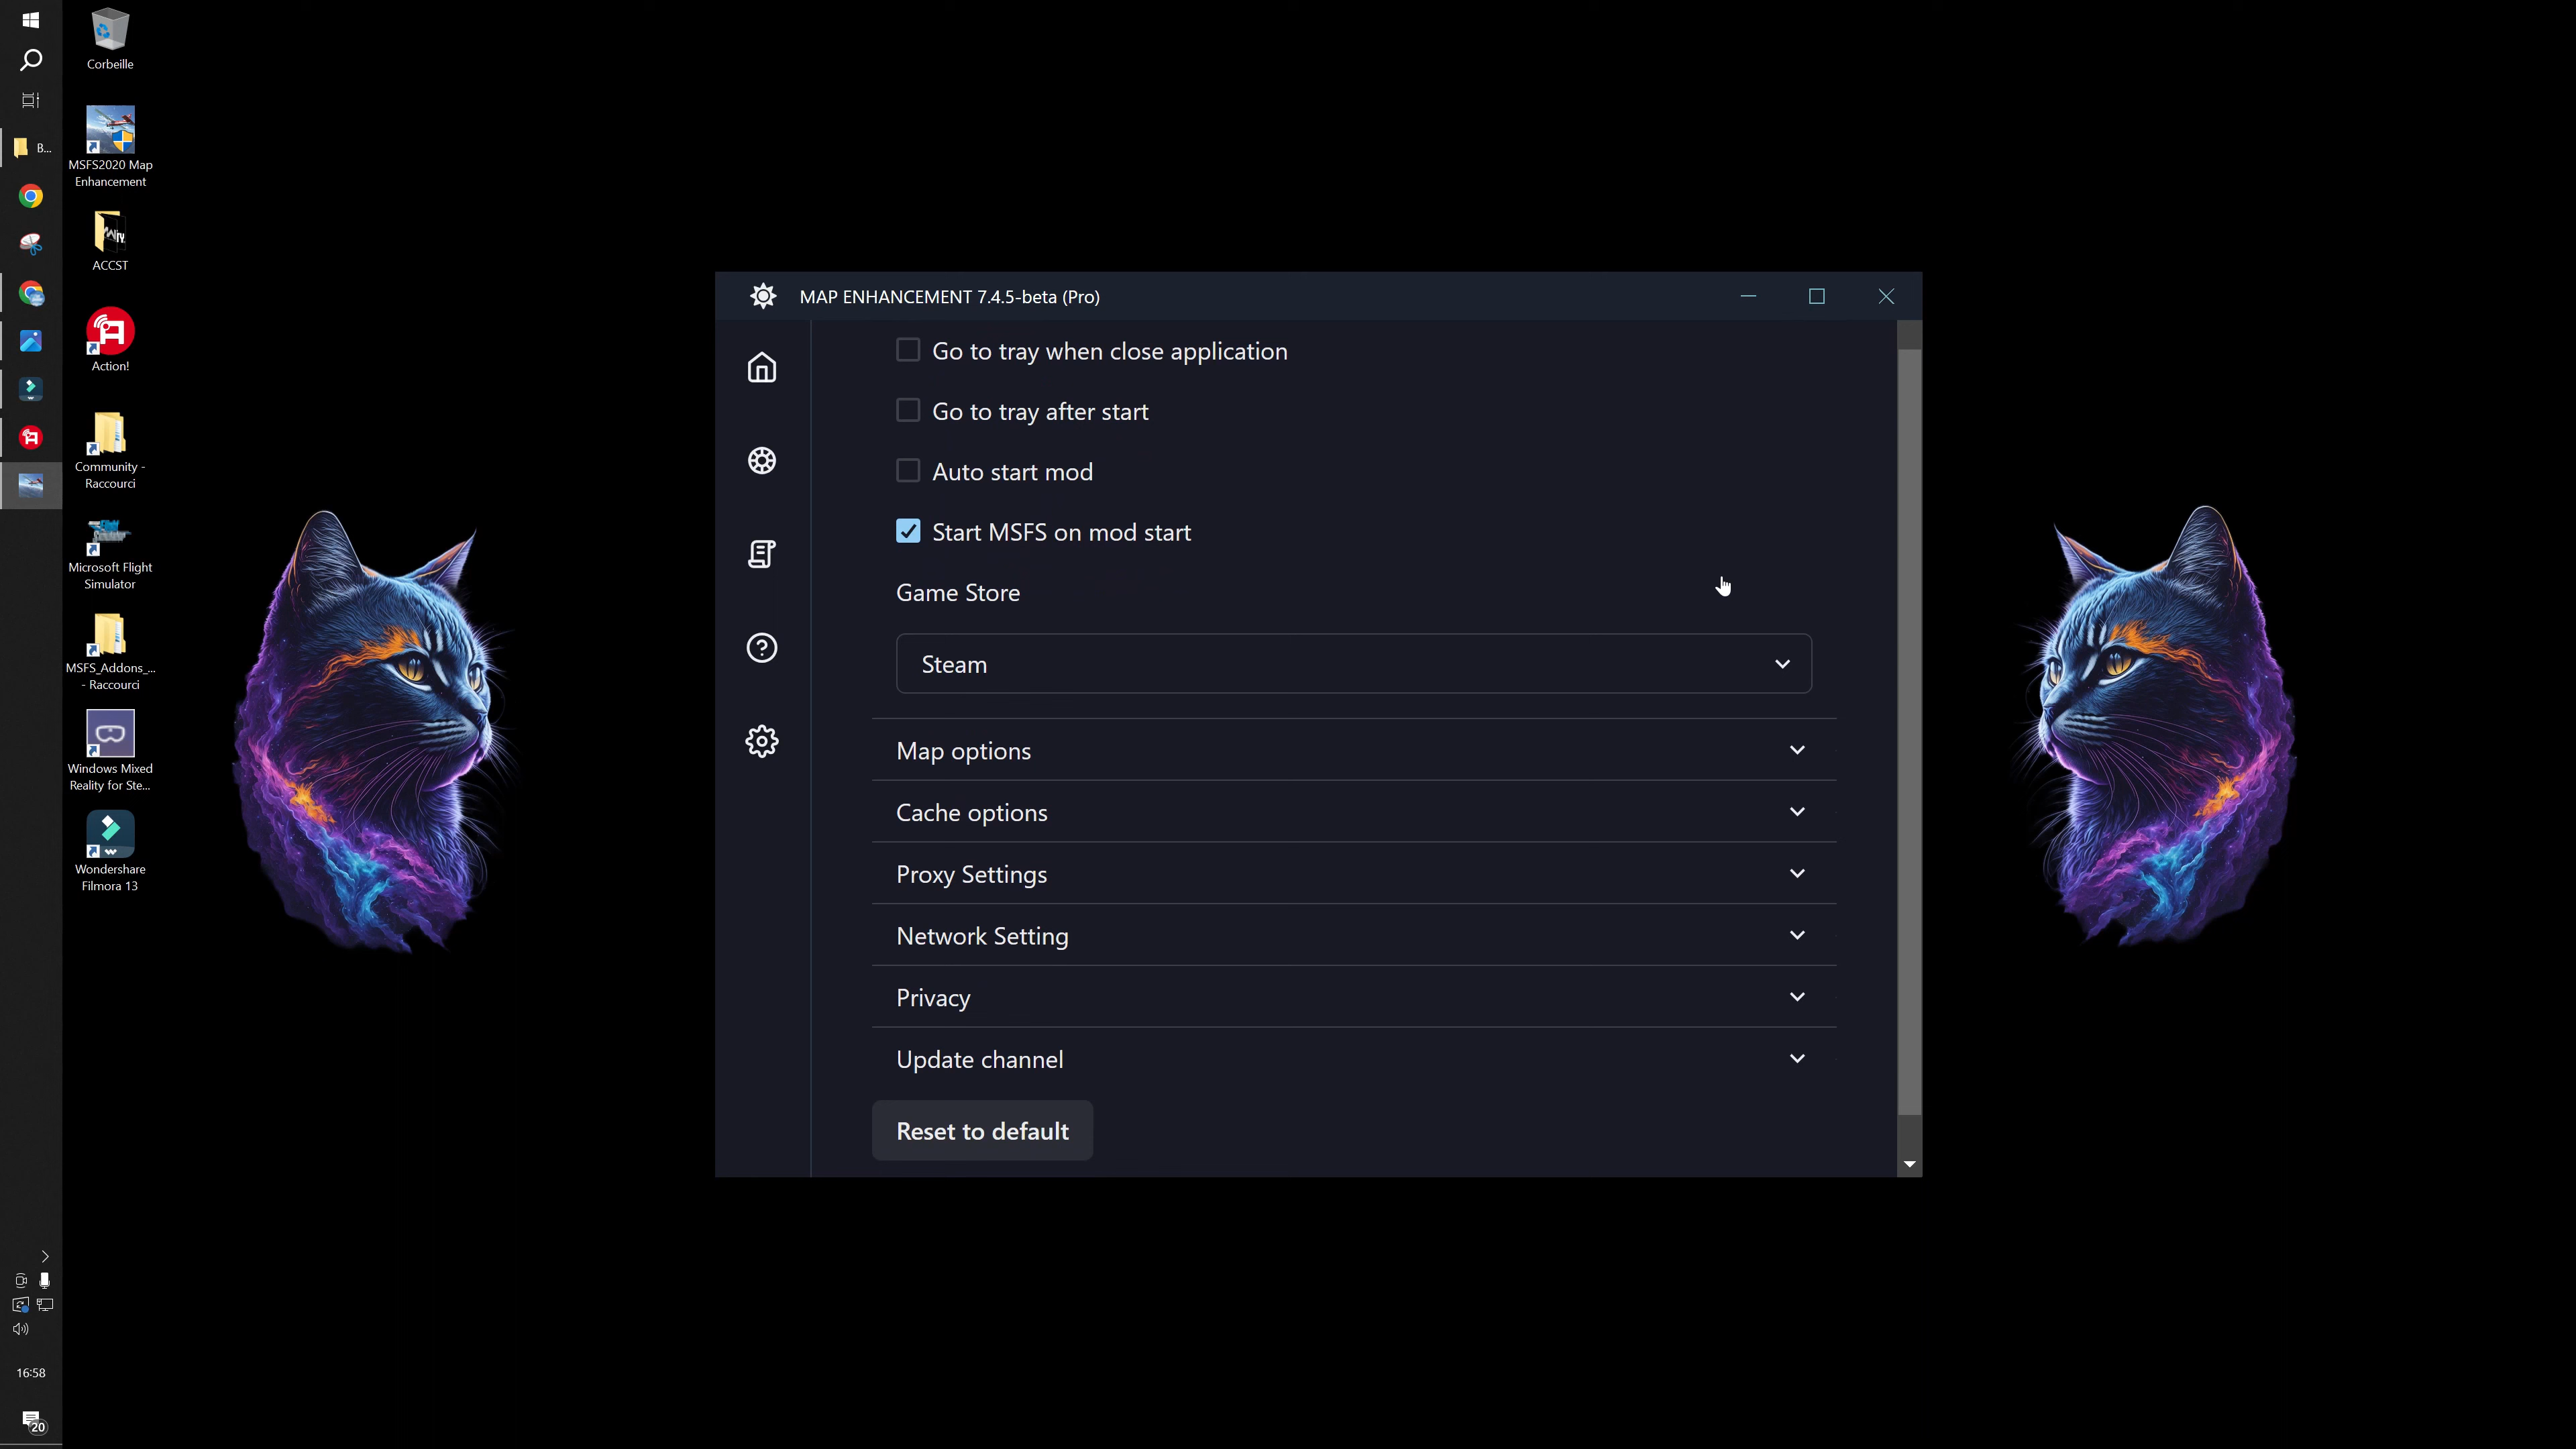 Corbeille
MSFS2020 Map
Enhancement
ACCST
Action!
Community -
Raccourci
Microsoft Flight
Simulator
MSFS_Addons_...
- Raccourci
Windows Mixed
Reality for Ste...
Wondershare
Filmora 13
B...
16:58
20
MAP ENHANCEMENT 7.4.5-beta (Pro)
Go to tray when close application
Go to tray after start
Auto start mod
Start MSFS on mod start
Game Store
Steam
Map options
Cache options
Proxy Settings
Network Setting
Privacy
Update channel
Reset to default